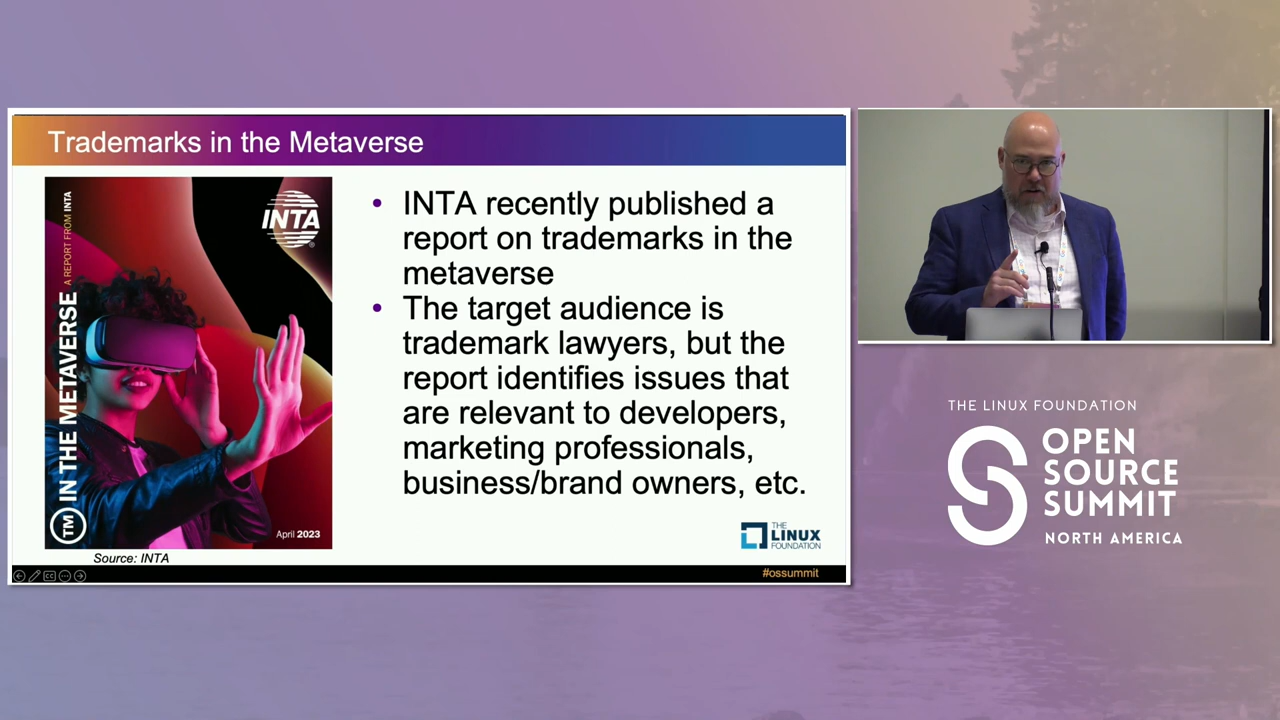 Trademarks in the Metaverse
INTA
®
TM IN THE METAVERSE
A REPORT FROM INTA
April 2023
Source: INTA
• INTA recently published a
report on trademarks in the
metaverse
• The target audience is
trademark lawyers, but the
report identifies issues that
are relevant to developers,
marketing professionals,
business/brand owners, etc.
THE
LINUX
FOUNDATION
CC
#ossummit
THE LINUX FOUNDATION
OPEN
SOURCE
SUMMIT
NORTH AMERICA